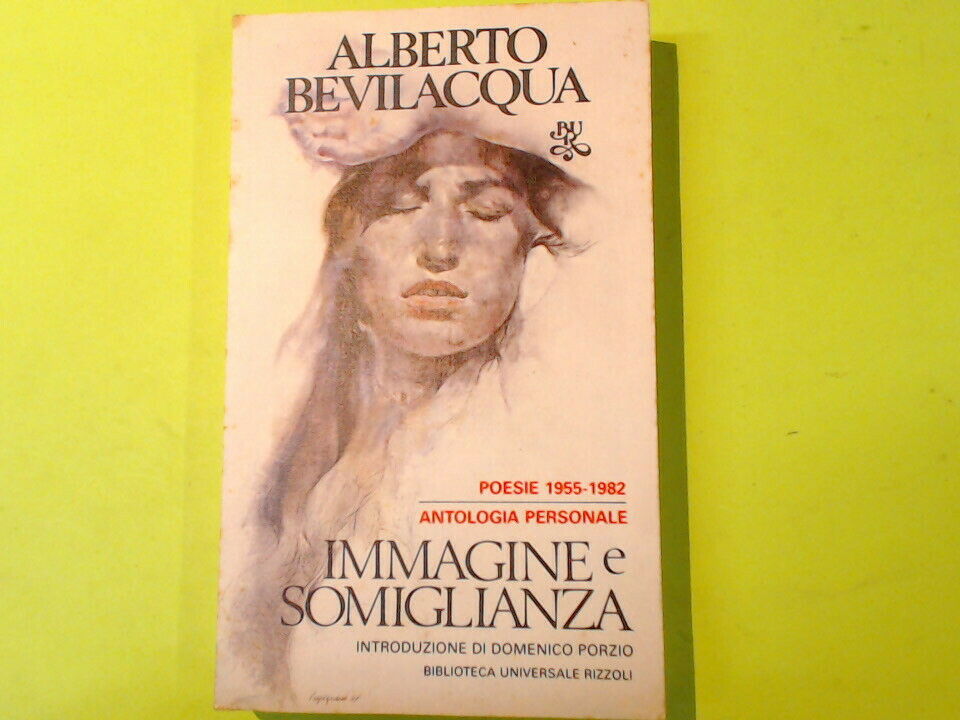 ALBERTO
BEVILACQUA
BUR
POESIE 1955-1982
ANTOLOGIA PERSONALE
IMMAGINE e
SOMIGLIANZA
INTRODUZIONE DI DOMENICO PORZIO
BIBLIOTECA UNIVERSALE RIZZOLI